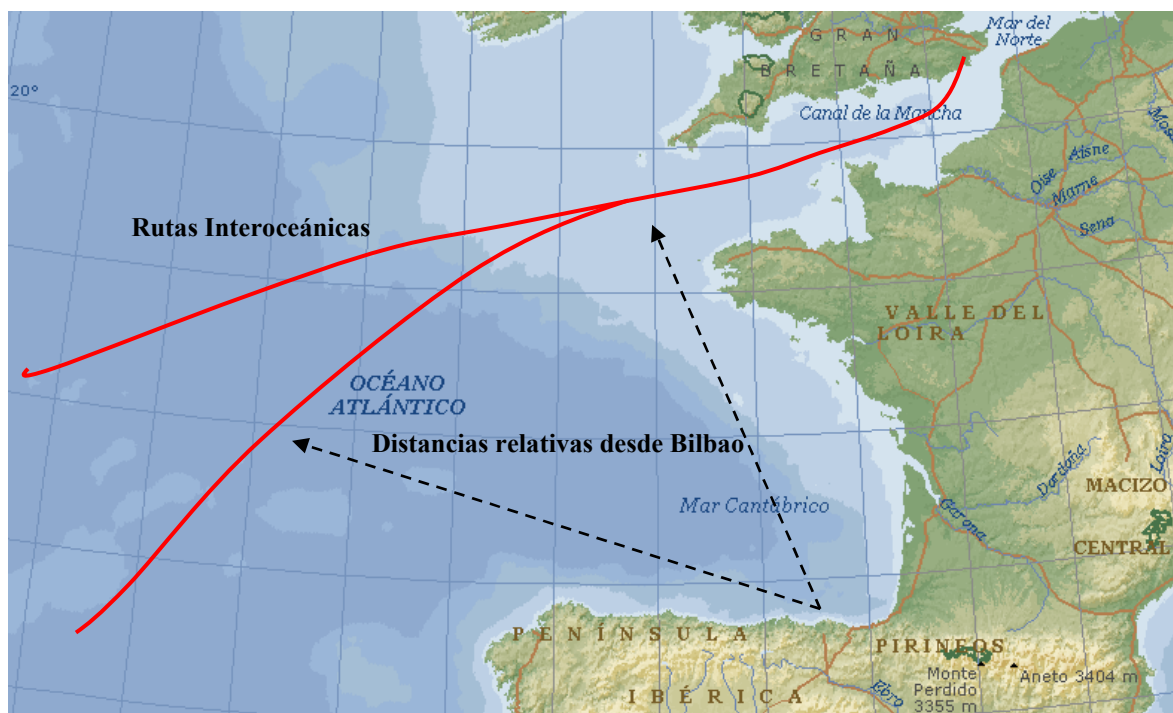 Mar del
Norte
GRAN
BRETAÑA
20°
Canal de la Mancha
Aisne
Oise
Marne
Sena
Rutas Interoceánicas
VALLE DEL
LOIRA
OCÉANO
ATLÁNTICO
Distancias relativas desde Bilbao
Mar Cantábrico
Dordoña
Loira
MACIZO
CENTRAL
Garona
PENÍNSULA
IBÉRICA
PIRINEOS
Monte
Perdido
3355 m
Aneto 3404 m
Ebro